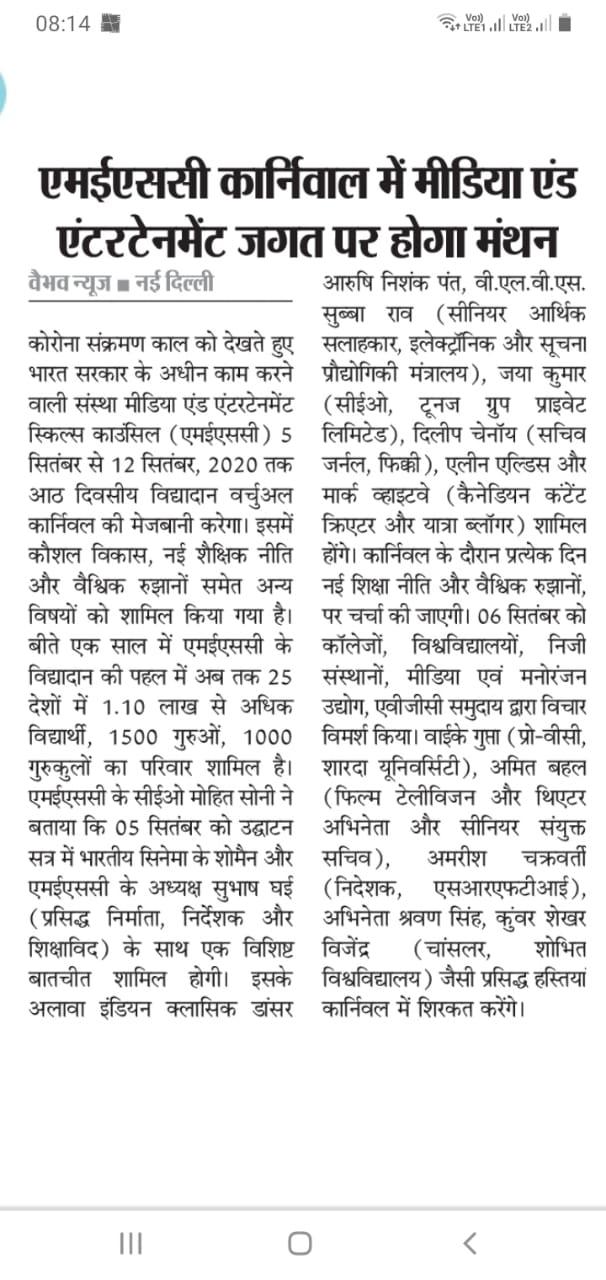 08:14
Vo)) LTE1 Vo)) LTE2
एमईएससी कार्निवाल में मीडिया एंड
एंटरटेनमेंट जगत पर होगा मंथन
वैभव न्यूज ■ नई दिल्ली
कोरोना संक्रमण काल को देखते हुए
भारत सरकार के अधीन काम करने
वाली संस्था मीडिया एंड एंटरटेनमेंट
स्किल्स काउंसिल (एमईएससी) 5
सितंबर से 12 सितंबर, 2020 तक
आठ दिवसीय विद्यादान वर्चुअल
कार्निवल की मेजबानी करेगा। इसमें
कौशल विकास, नई शैक्षिक नीति
और वैश्विक रुझानों समेत अन्य
विषयों को शामिल किया गया है।
बीते एक साल में एमईएससी के
विद्यादान की पहल में अब तक 25
देशों में 1.10 लाख से अधिक
विद्यार्थी, 1500 गुरुओं, 1000
गुरुकुलों का परिवार शामिल है।
एमईएससी के सीईओ मोहित सोनी ने
बताया कि 05 सितंबर को उद्घाटन
सत्र में भारतीय सिनेमा के शोमैन और
एमईएससी के अध्यक्ष सुभाष घई
(प्रसिद्ध निर्माता, निर्देशक और
शिक्षाविद) के साथ एक विशिष्ट
बातचीत शामिल होगी। इसके
अलावा इंडियन क्लासिक डांसर
आरुषि निशंक पंत, वी.एल.वी.एस.
सुब्बा राव (सीनियर आर्थिक
सलाहकार, इलेक्ट्रॉनिक और सूचना
प्रौद्योगिकी मंत्रालय), जया कुमार
(सीईओ, टूनज ग्रुप प्राइवेट
लिमिटेड), दिलीप चेनॉय (सचिव
जर्नल, फिक्की), एलीन एल्डिस और
मार्क व्हाइटवे (कैनेडियन कंटेंट
क्रिएटर और यात्रा ब्लॉगर) शामिल
होंगे। कार्निवल के दौरान प्रत्येक दिन
नई शिक्षा नीति और वैश्विक रुझानों,
पर चर्चा की जाएगी। 06 सितंबर को
कॉलेजों, विश्वविद्यालयों, निजी
संस्थानों, मीडिया एवं मनोरंजन
उद्योग, एवीजीसी समुदाय द्वारा विचार
विमर्श किया। वाईके गुप्ता (प्रो-वीसी,
शारदा यूनिवर्सिटी), अमित बहल
(फिल्म टेलीविजन और थिएटर
अभिनेता और सीनियर संयुक्त
सचिव), अमरीश चक्रवर्ती
(निदेशक, एसआरएफटीआई),
अभिनेता श्रवण सिंह, कुंवर शेखर
विजेंद्र (चांसलर, शोभित
विश्वविद्यालय) जैसी प्रसिद्ध हस्तियां
कार्निवल में शिरकत करेंगे।